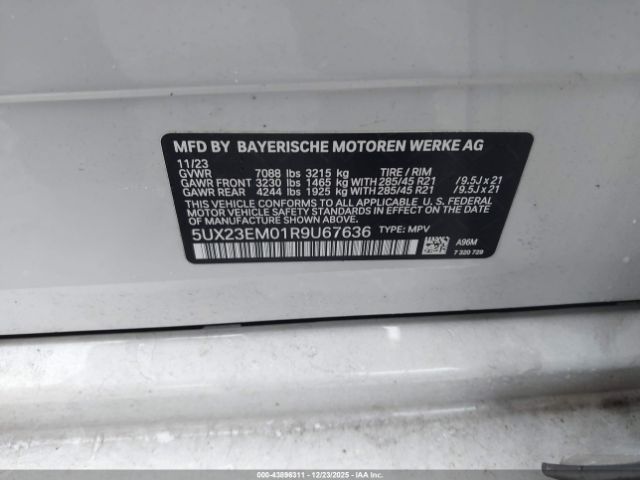 MFD BY BAYERISCHE MOTOREN WERKE AG
11/23
GVWR 7088 lbs 3215 kg TIRE / RIM
GAWR FRONT 3230 lbs 1465 kg WITH 285/45 R21 /9.5J x 21
GAWR REAR 4244 lbs 1925 kg WITH 285/45 R21 /9.5J x 21
THIS VEHICLE CONFORMS TO ALL APPLICABLE U. S. FEDERAL
MOTOR VEHICLE SAFETY STANDARDS IN EFFECT ON THE
DATE OF MANUFACTURE SHOWN ABOVE.
5UX23EM01R9U67636 TYPE: MPV
A96M
7 320 729
000-43896311 - 12/23/2025 - IAAI.COM